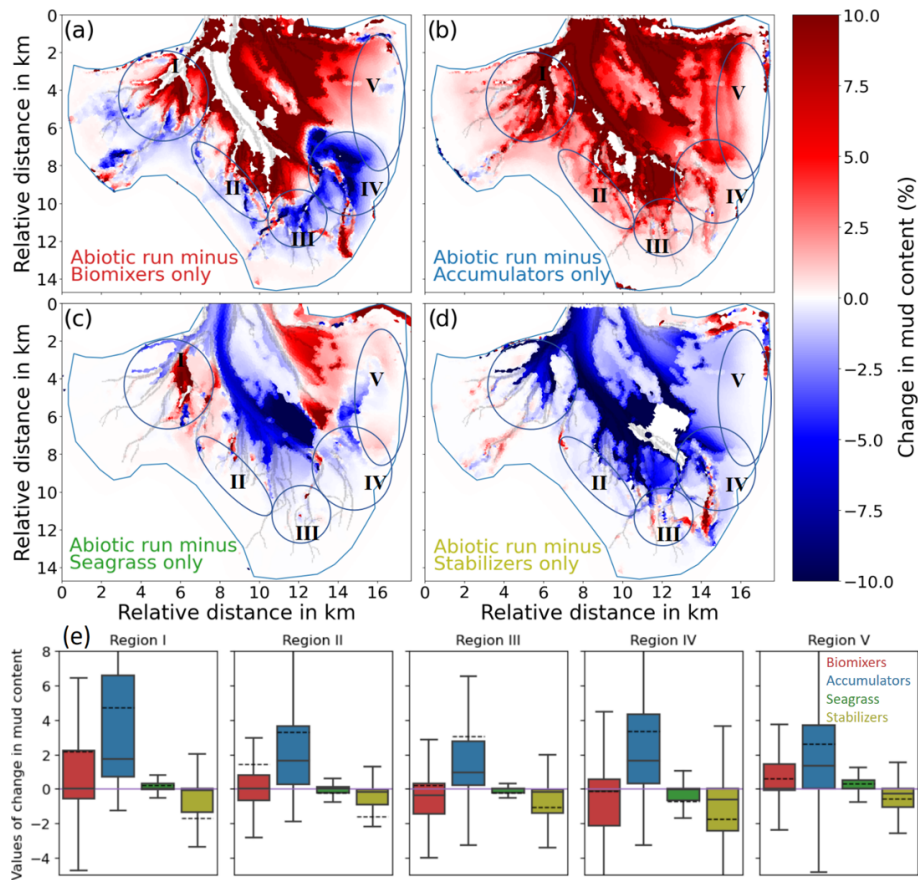 (a)
(b)
Relative distance in km
0
2
4
6
8
10
12
14
I
II
III
IV
V
Abiotic run minus
Biomixers only
I
II
III
IV
V
Abiotic run minus
Accumulators only
10.0
7.5
5.0
2.5
0.0
−2.5
−5.0
−7.5
−10.0
Change in mud content (%)
(c)
(d)
Relative distance in km
0
2
4
6
8
10
12
14
I
II
III
IV
V
Abiotic run minus
Seagrass only
II
III
IV
V
Abiotic run minus
Stabilizers only
0 2 4 6 8 10 12 14 16
0 2 4 6 8 10 12 14 16
Relative distance in km
Relative distance in km
(e)
Region I
Region II
Region III
Region IV
Region V
Values of change in mud content
8
6
4
2
0
−2
−4
Biomixers
Accumulators
Seagrass
Stabilizers